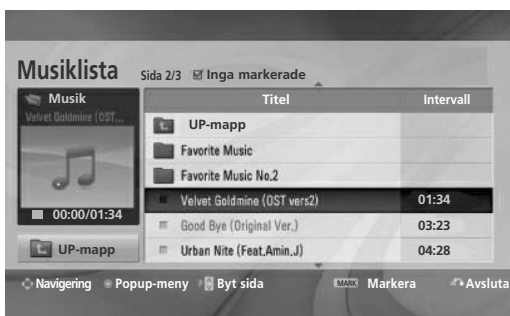 Musiklista Sida 2/3 Inga markerade
Musik
Velvet Goldmine (OST...
00:00/01:34
UP-mapp
Titel Intervall
UP-mapp
Favorite Music
Favorite Music No.2
Velvet Goldmine (OST vers2) 01:34
Good Bye (Original Ver.) 03:23
Urban Nite (Feat.Amin.J) 04:28
Navigering Popup-meny Byt sida MARK Markera Avsluta